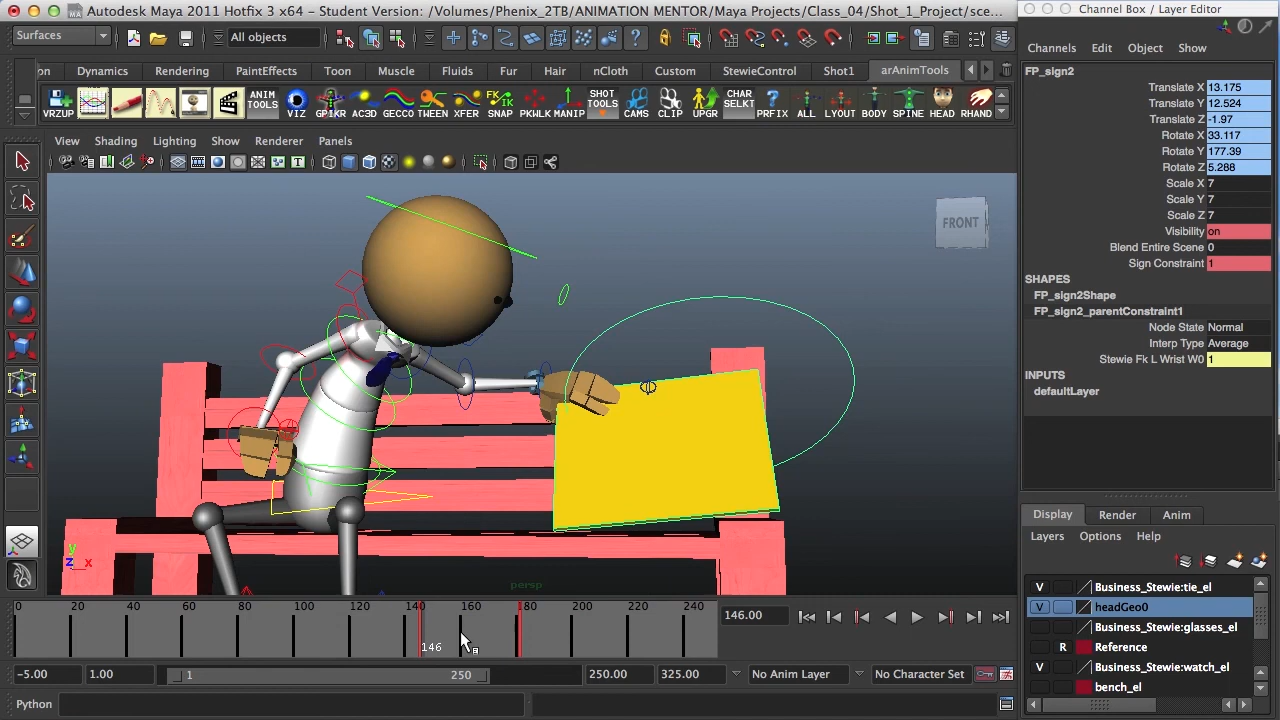 Autodesk Maya 2011 Hotfix 3 x64 - Student Version: /Volumes/Phenix_2TB/ANIMATION MENTOR/Mara Projects/Class_04/Shot_1_Project/sce...
Channel Box / Layer Editor
Surfaces
All objects
Channels Edit Object Show
on Dynamics Rendering PaintEffects Toon Muscle Fluids Fur Hair nCloth Custom StewieControl Shot1 arAnimTools
VRZUP ANIM TOOLS VIZ GPIKR AC3D GECCO TWEEN XFER FK IK SNAP PKWLK MANIP SHOT TOOLS CAMS CLIP UPGR CHAR SELKT PRFIX ALL LYOUT BODY SPINE HEAD RHAND
View Shading Lighting Show Renderer Panels
FP_sign2
Translate X 13.175
Translate Y 12.524
Translate Z -1.97
Rotate X 33.117
Rotate Y 177.39
Rotate Z 5.288
Scale X 7
Scale Y 7
Scale Z 7
Visibility on
Blend Entire Scene 0
Sign Constraint 1
SHAPES
FP_sign2Shape
FP_sign2_parentConstraint1
Node State Normal
Interp Type Average
Stewie Fk L Wrist W0 1
INPUTS
defaultLayer
FRONT
y
z x
persp
Display Render Anim
Layers Options Help
V Business_Stewie:tie_el
V headGeo0
Business_Stewie:glasses_el
R Reference
V Business_Stewie:watch_el
bench_el
0 20 40 60 80 100 120 140 160 180 200 220 240
146
146.00
-5.00 1.00 1 250 250.00 325.00 No Anim Layer No Character Set
Python